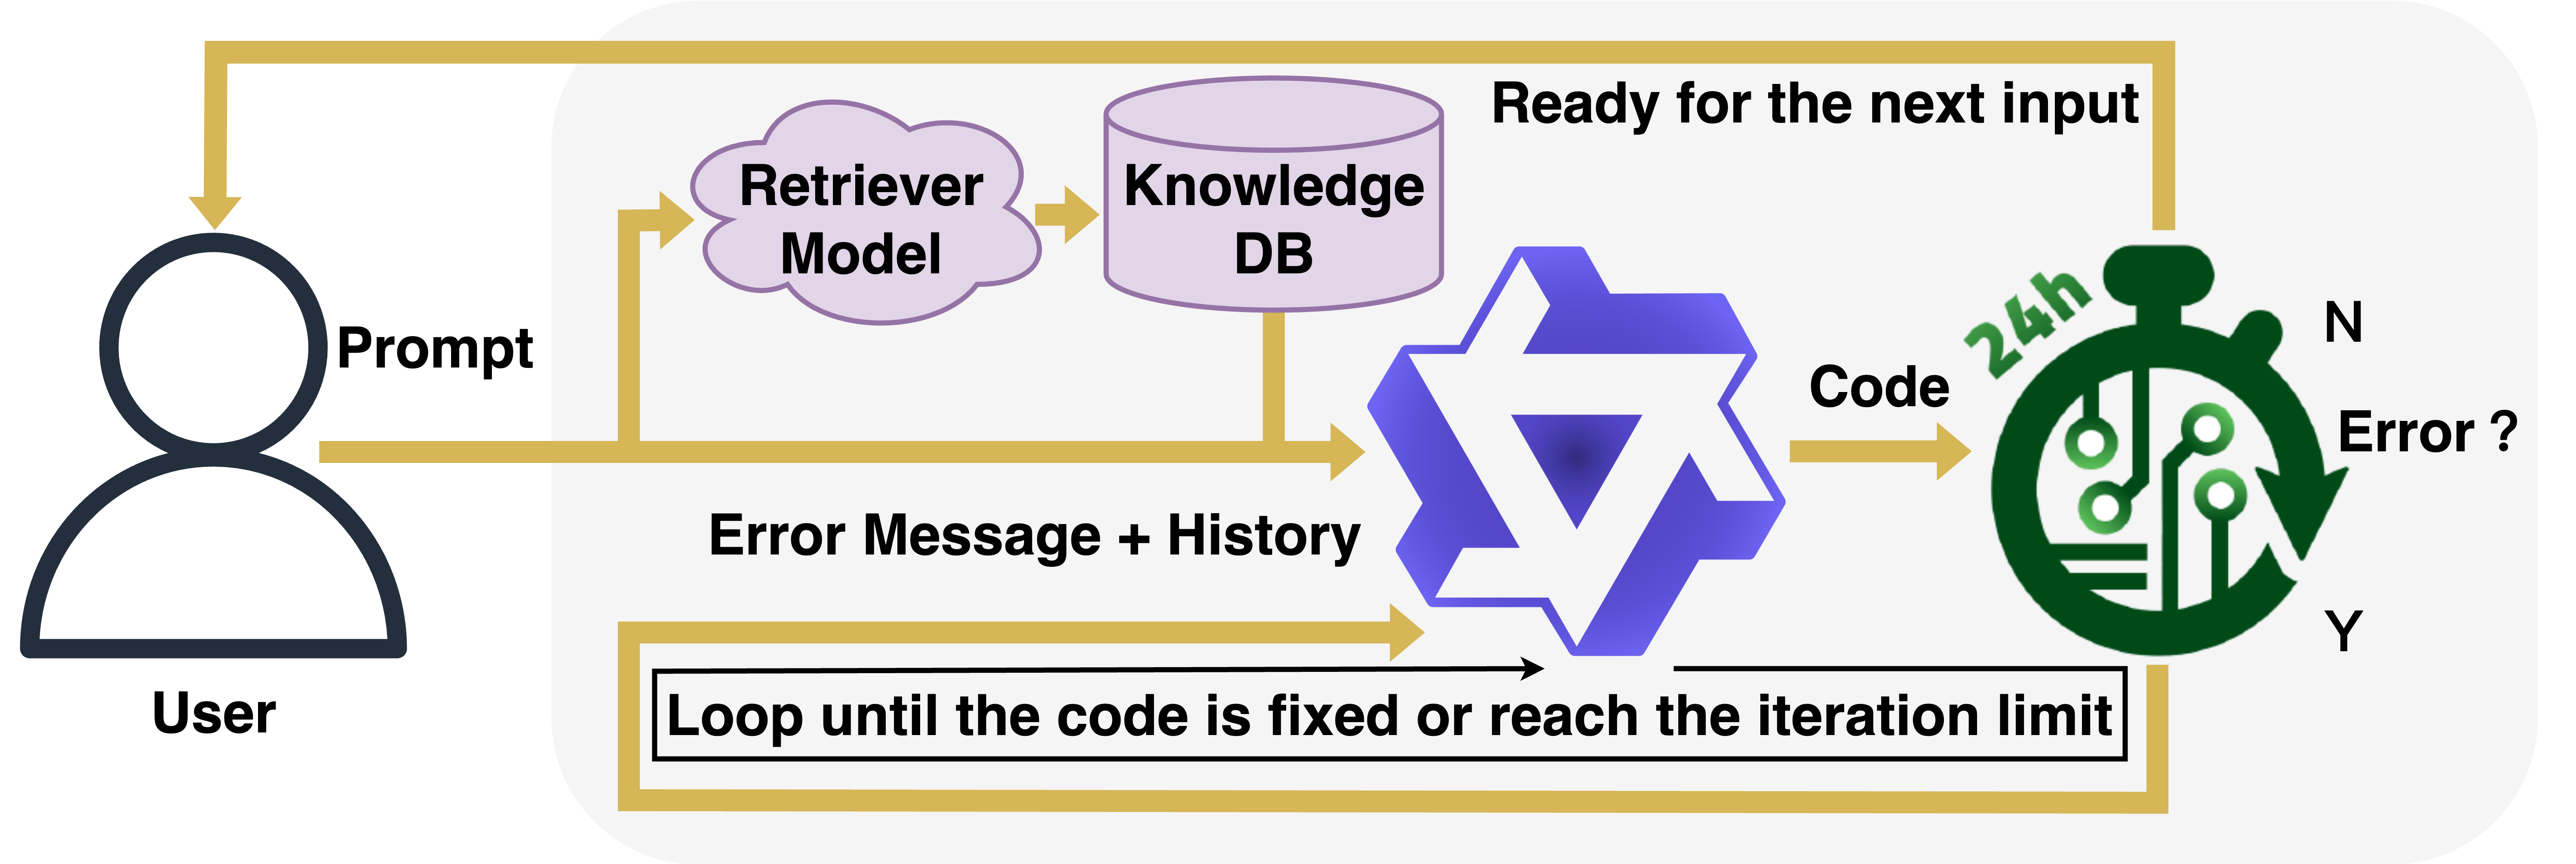 Ready for the next input
Retriever
Model
Knowledge
DB
24h
N
Prompt
Code
Error ?
Error Message + History
Y
User
Loop until the code is fixed or reach the iteration limit